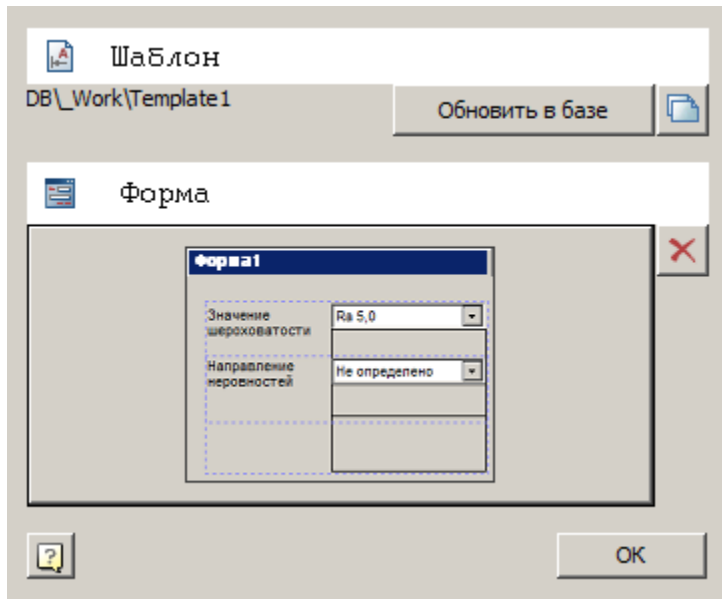 Шаблон
DB\_Work\Template1
Обновить в базе
Форма
Форма1
Значение
шероховатости
Ra 5,0
Направление
неровностей
Не определено
OK